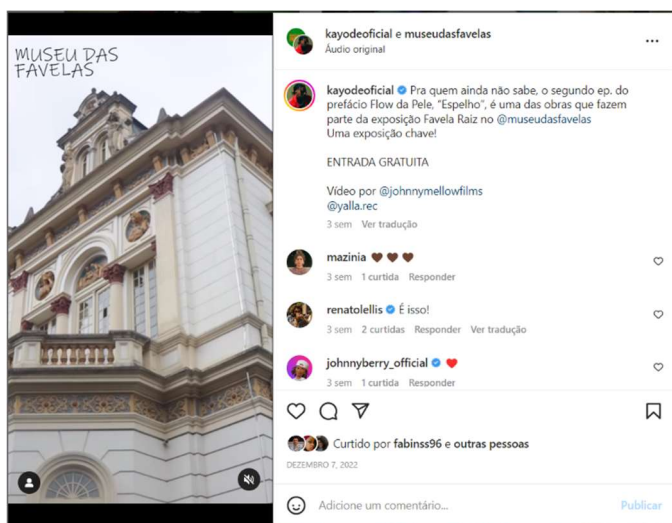 MUSEU DAS
FAVELAS
kayodeoficial e museudasfavelas
Áudio original
kayodeoficial Pra quem ainda não sabe, o segundo ep. do
prefácio Flow da Pele, "Espelho", é uma das obras que fazem
parte da exposição Favela Raiz no @museudasfavelas
Uma exposição chave!
ENTRADA GRATUITA
Vídeo por @johnnymellowfilms
@yalla.rec
3 sem Ver tradução
mazinia
3 sem 1 curtida Responder
renatolellis É isso!
3 sem 2 curtidas Responder Ver tradução
johnnyberry_official
3 sem 1 curtida Responder
Curtido por fabinss96 e outras pessoas
DEZEMBRO 7, 2022
Adicione um comentário... Publicar